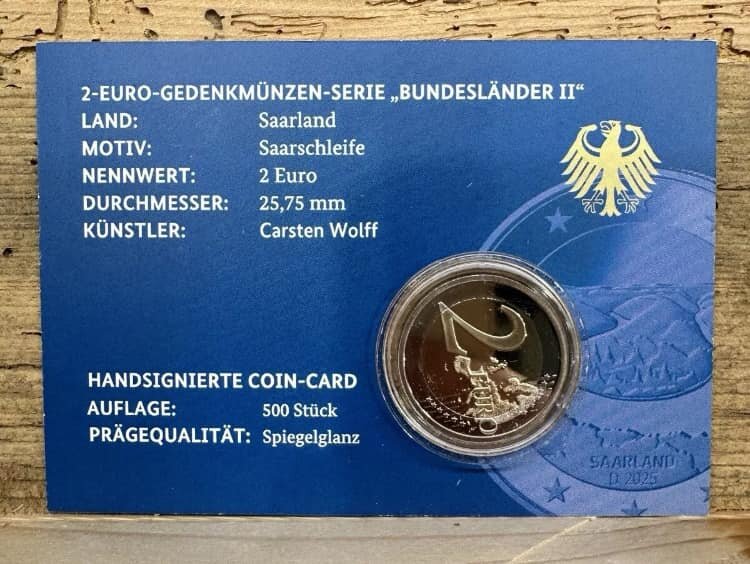 2-EURO-GEDENKMÜNZEN-SERIE „BUNDESLÄNDER II“
LAND: Saarland
MOTIV: Saarschleife
NENNWERT: 2 Euro
DURCHMESSER: 25,75 mm
KÜNSTLER: Carsten Wolff
HANDSIGNIERTE COIN-CARD
AUFLAGE: 500 Stück
PRÄGEQUALITÄT: Spiegelglanz
2 EURO
SAARLAND
D 2025